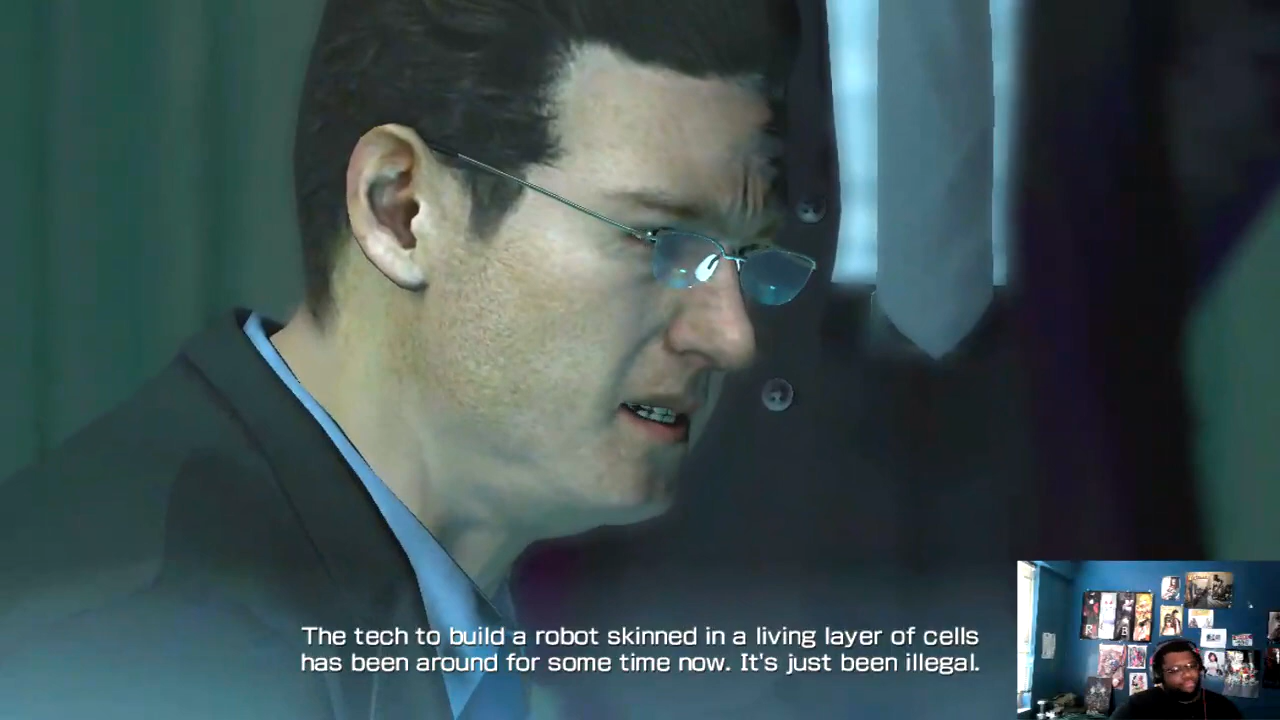 The tech to build a robot skinned in a living layer of cells
has been around for some time now. It's just been illegal.